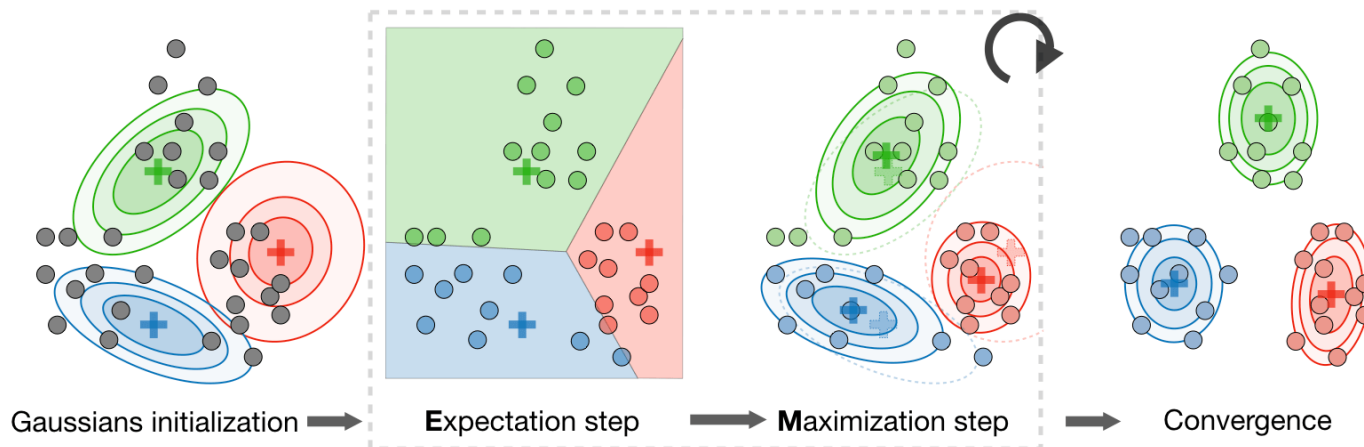 Gaussians initialization
Expectation step
Maximization step
Convergence